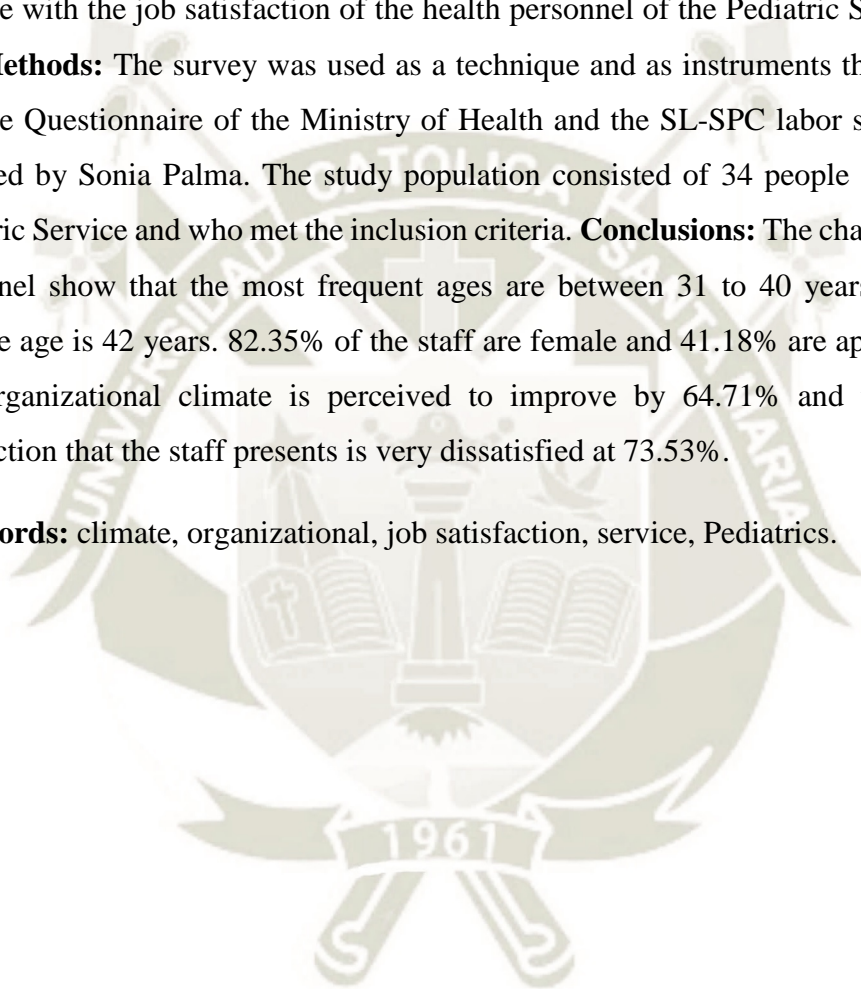 e with the job satisfaction of the health personnel of the Pediatric S
Methods: The survey was used as a technique and as instruments th
e Questionnaire of the Ministry of Health and the SL-SPC labor s
ed by Sonia Palma. The study population consisted of 34 people
ric Service and who met the inclusion criteria. Conclusions: The cha
nel show that the most frequent ages are between 31 to 40 years
e age is 42 years. 82.35% of the staff are female and 41.18% are ap
rganizational climate is perceived to improve by 64.71% and
ction that the staff presents is very dissatisfied at 73.53%.
ords: climate, organizational, job satisfaction, service, Pediatrics.
UNIVERSIDAD CATOLICA SANTA MARIA
1961